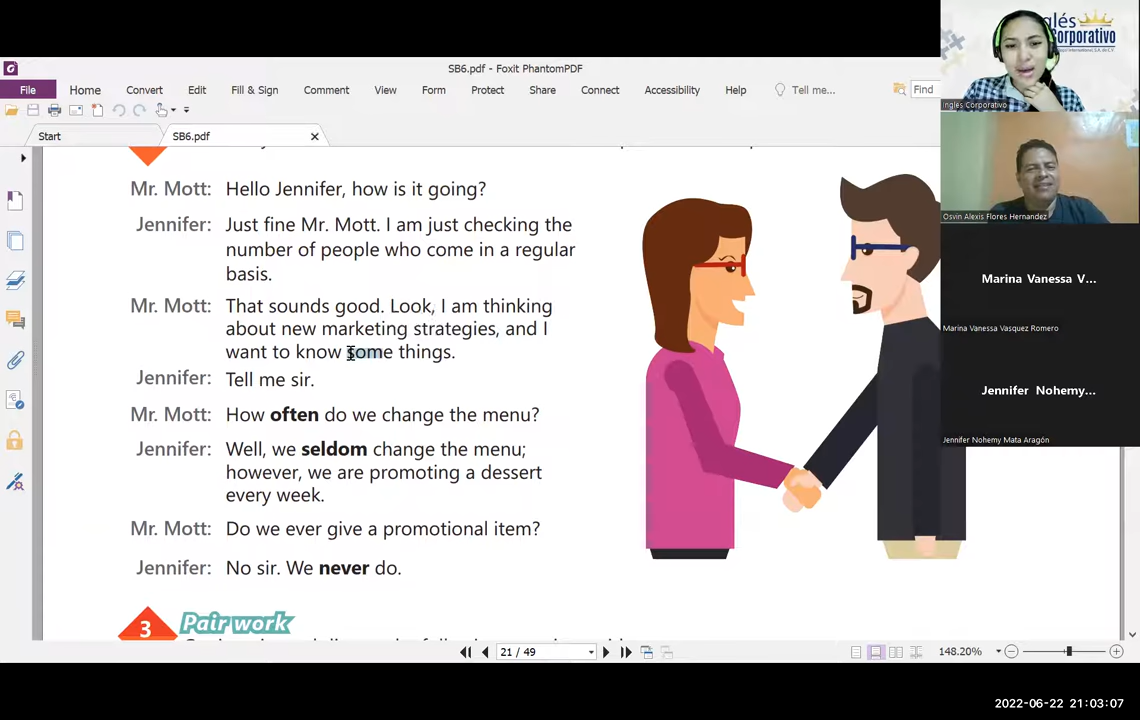 SB6.pdf - Foxit PhantomPDF
File Home Convert Edit Fill & Sign Comment View Form Protect Share Connect Accessibility Help Tell me... Find
Start SB6.pdf
Mr. Mott: Hello Jennifer, how is it going?
Jennifer: Just fine Mr. Mott. I am just checking the
number of people who come in a regular
basis.
Mr. Mott: That sounds good. Look, I am thinking
about new marketing strategies, and I
want to know some things.
Jennifer: Tell me sir.
Mr. Mott: How often do we change the menu?
Jennifer: Well, we seldom change the menu;
however, we are promoting a dessert
every week.
Mr. Mott: Do we ever give a promotional item?
Jennifer: No sir. We never do.
3 Pair work
21 / 49
148.20%
glés
Corporativo
Inglés Corporativo
Osvin Alexis Flores Hernandez
Marina Vanessa V...
Marina Vanessa Vasquez Romero
Jennifer Nohemy...
Jennifer Nohemy Mata Aragón
2022-06-22 21:03:07